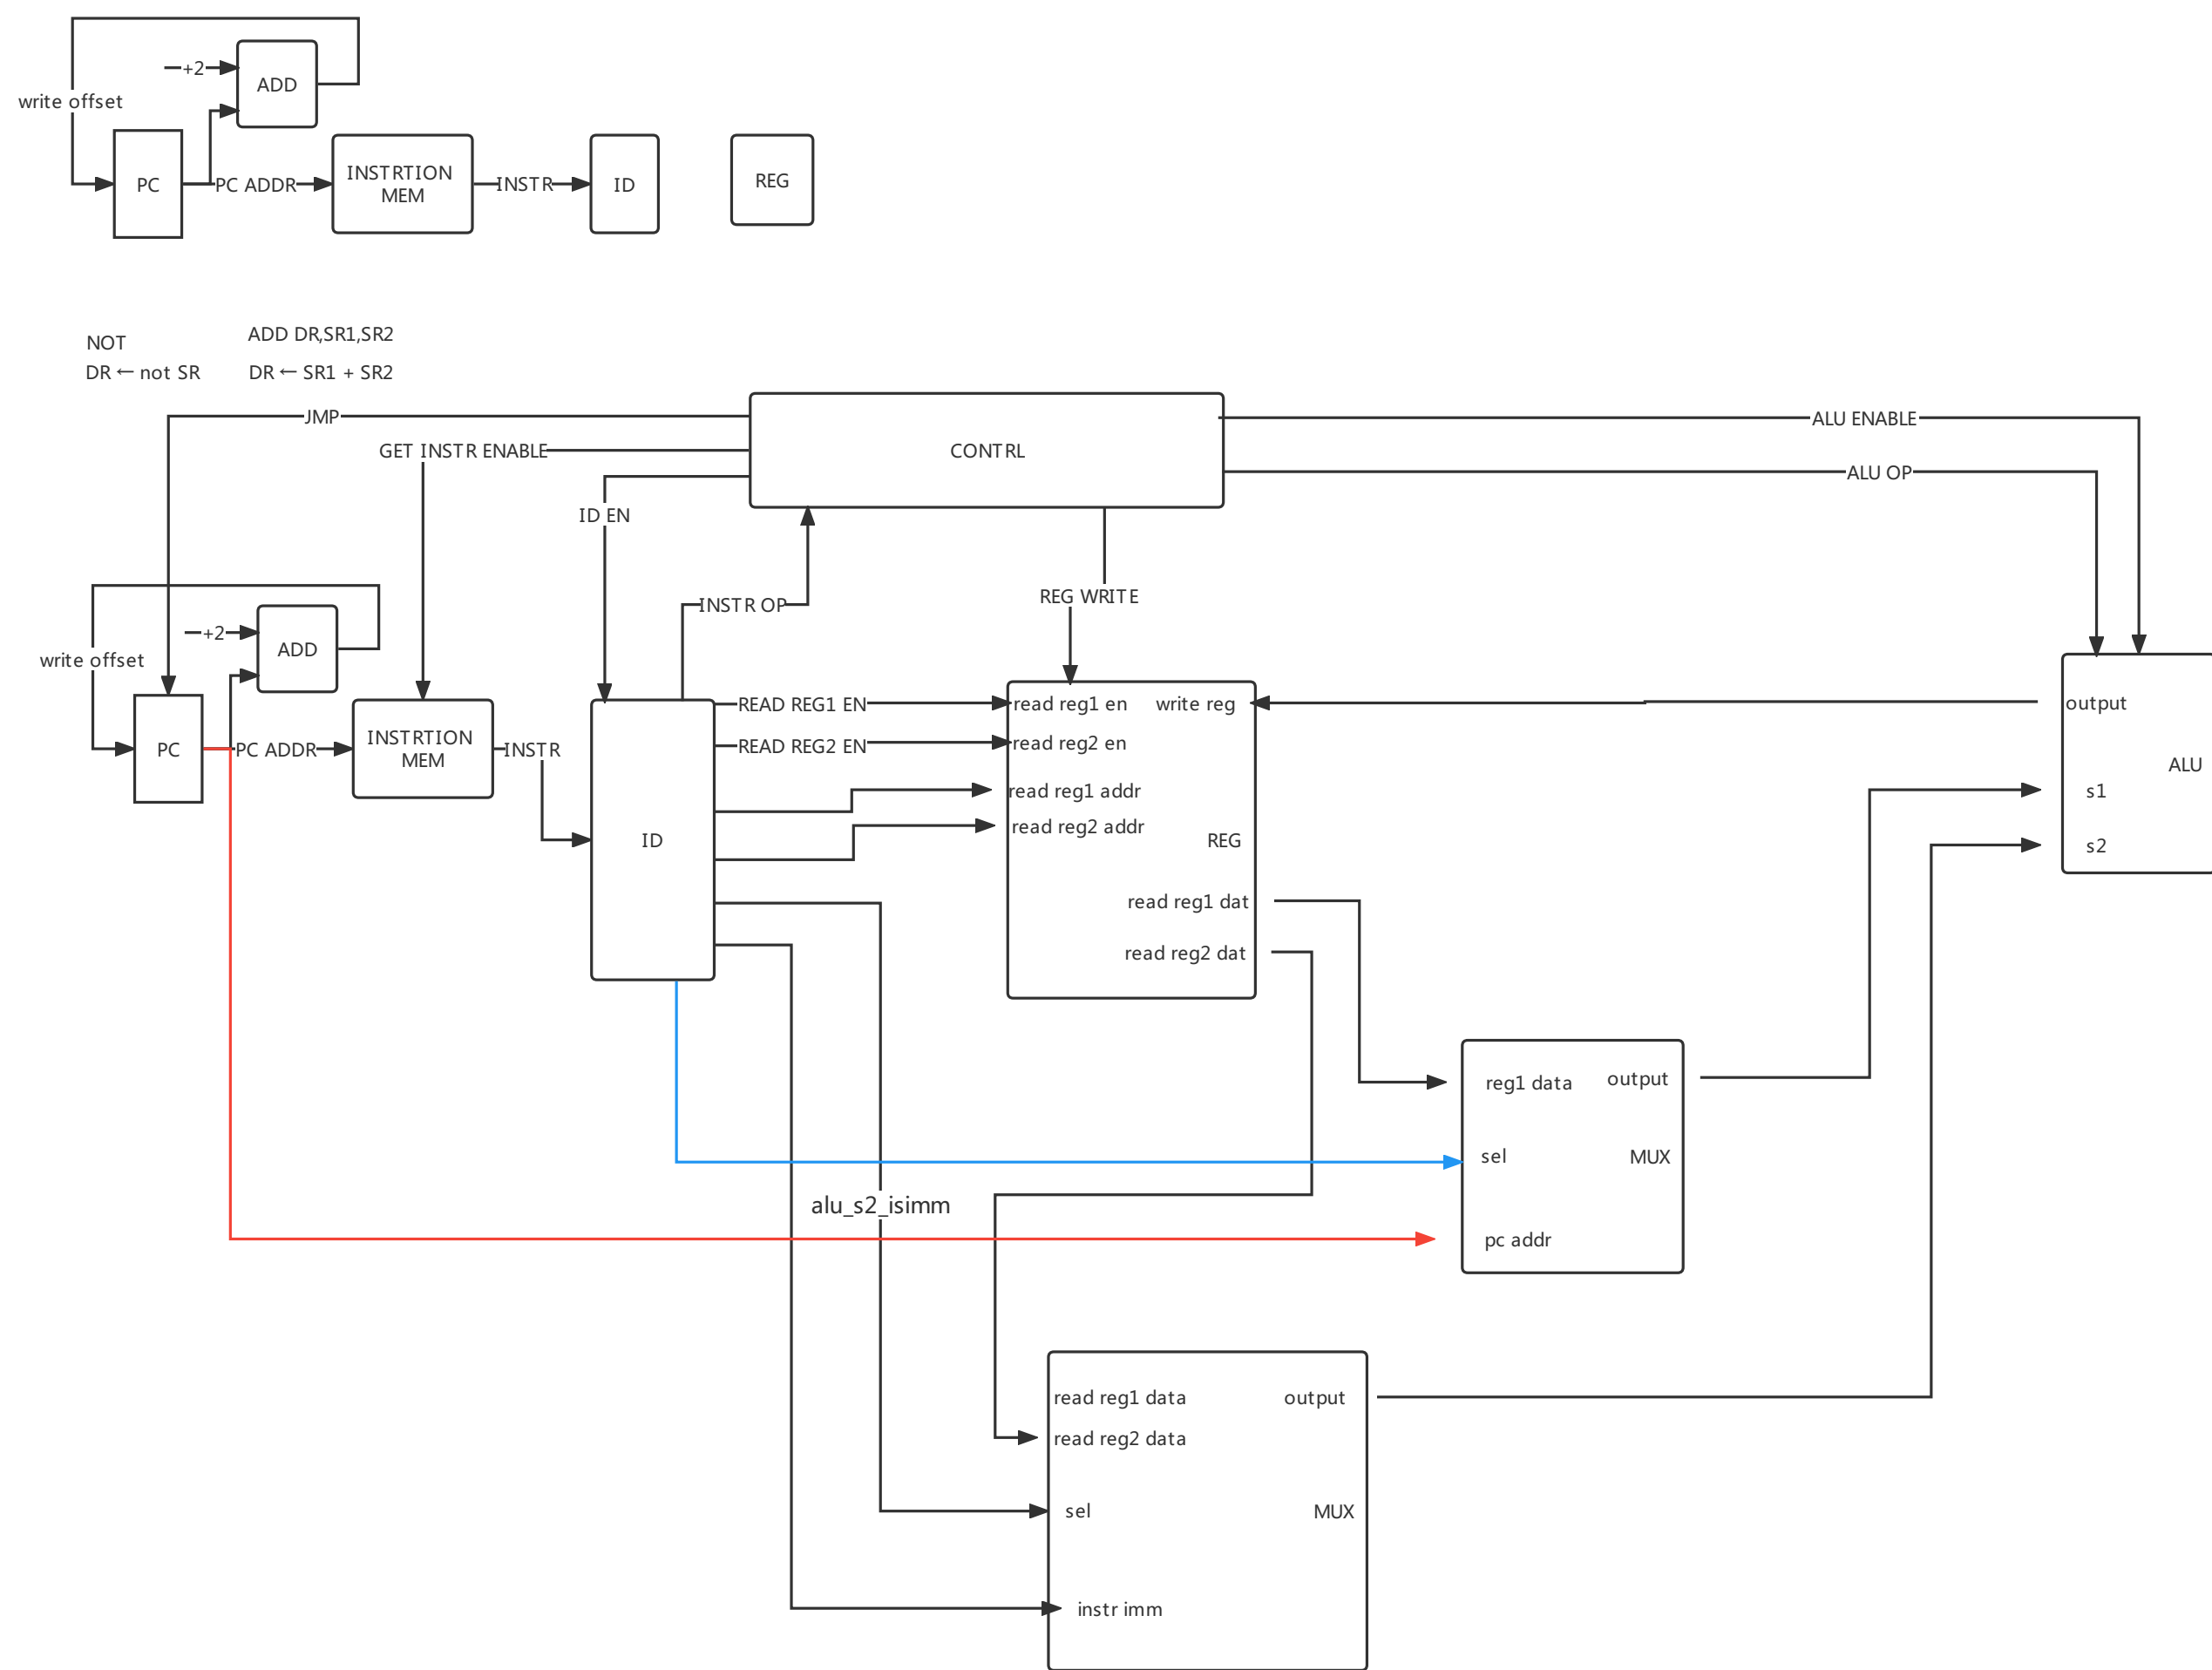 +2
ADD
write offset
PC
PC ADDR
INSTRTION
MEM
INSTR
ID
REG
NOT
DR ← not SR
ADD DR,SR1,SR2
DR ← SR1 + SR2
JMP
GET INSTR ENABLE
CONTRL
ALU ENABLE
ALU OP
ID EN
INSTR OP
REG WRITE
+2
ADD
write offset
PC
PC ADDR
INSTRTION
MEM
INSTR
ID
READ REG1 EN
READ REG2 EN
read reg1 en
write reg
read reg2 en
read reg1 addr
read reg2 addr
REG
read reg1 dat
read reg2 dat
output
ALU
s1
s2
reg1 data
output
sel
MUX
pc addr
alu_s2_isimm
read reg1 data
output
read reg2 data
sel
MUX
instr imm